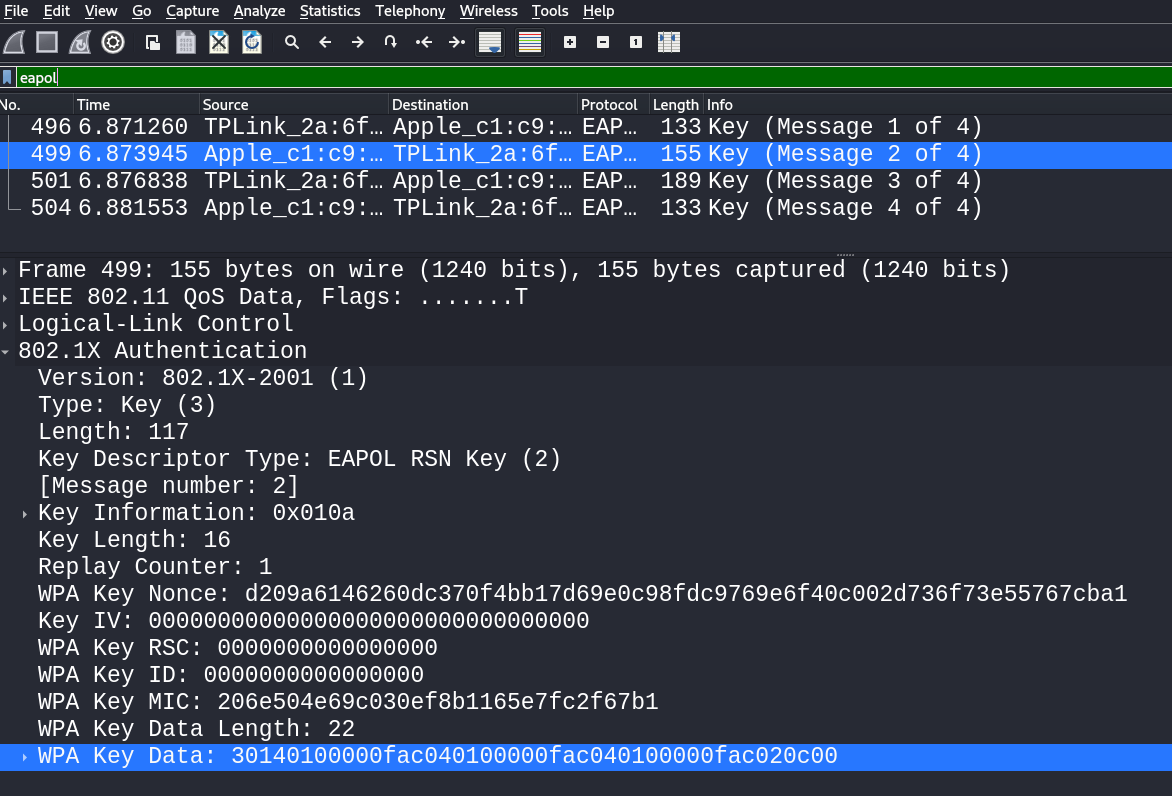 File Edit View Go Capture Analyze Statistics Telephony Wireless Tools Help
eapol
No. Time Source Destination Protocol Length Info
496 6.871260 TPLink_2a:6f… Apple_c1:c9:… EAP… 133 Key (Message 1 of 4)
499 6.873945 Apple_c1:c9:… TPLink_2a:6f… EAP… 155 Key (Message 2 of 4)
501 6.876838 TPLink_2a:6f… Apple_c1:c9:… EAP… 189 Key (Message 3 of 4)
504 6.881553 Apple_c1:c9:… TPLink_2a:6f… EAP… 133 Key (Message 4 of 4)
Frame 499: 155 bytes on wire (1240 bits), 155 bytes captured (1240 bits)
IEEE 802.11 QoS Data, Flags: .......T
Logical-Link Control
802.1X Authentication
Version: 802.1X-2001 (1)
Type: Key (3)
Length: 117
Key Descriptor Type: EAPOL RSN Key (2)
[Message number: 2]
Key Information: 0x010a
Key Length: 16
Replay Counter: 1
WPA Key Nonce: d209a6146260dc370f4bb17d69e0c98fdc9769e6f40c002d736f73e55767cba1
Key IV: 00000000000000000000000000000000
WPA Key RSC: 0000000000000000
WPA Key ID: 0000000000000000
WPA Key MIC: 206e504e69c030ef8b1165e7fc2f67b1
WPA Key Data Length: 22
WPA Key Data: 30140100000fac040100000fac040100000fac020c00